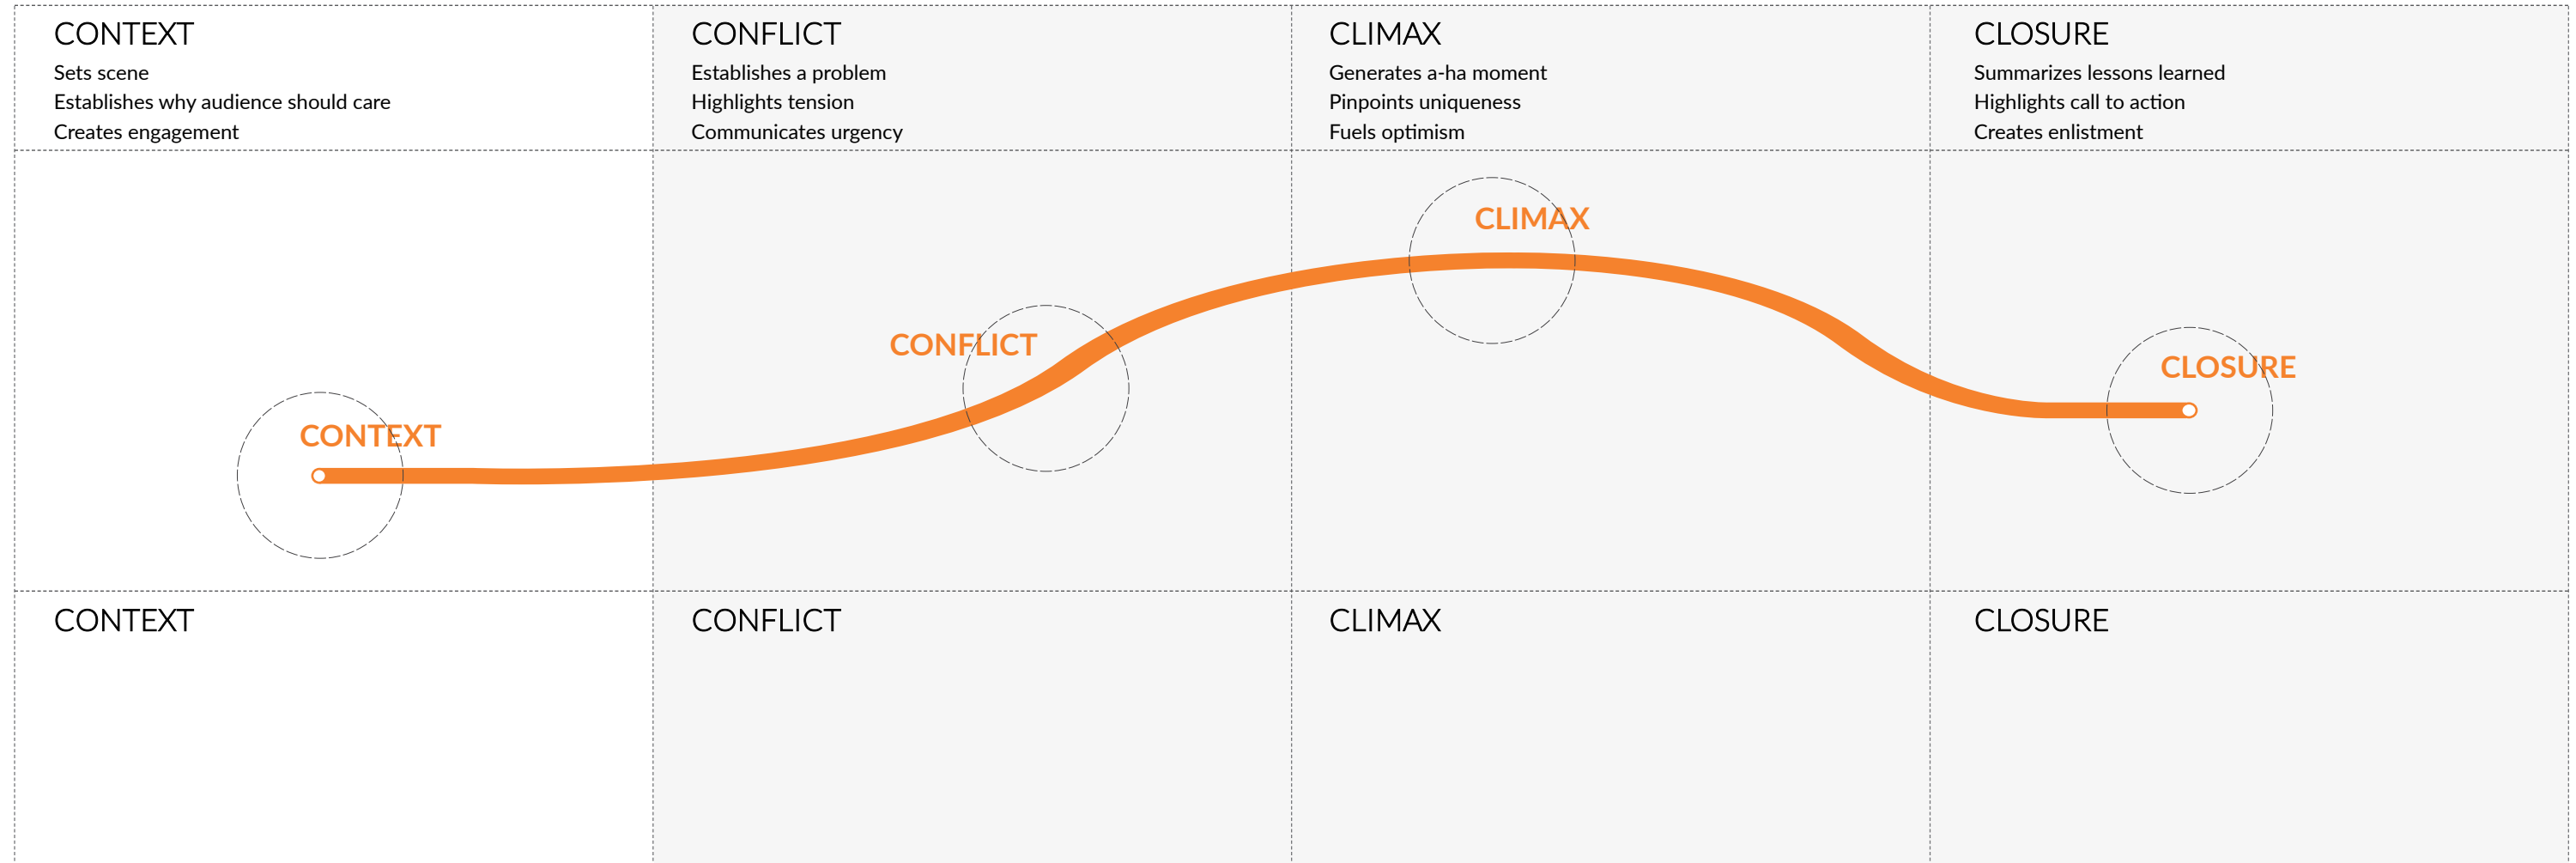 CONTEXT
Sets scene
Establishes why audience should care
Creates engagement
CONFLICT
Establishes a problem
Highlights tension
Communicates urgency
CLIMAX
Generates a-ha moment
Pinpoints uniqueness
Fuels optimism
CLOSURE
Summarizes lessons learned
Highlights call to action
Creates enlistment
CONTEXT
CONFLICT
CLIMAX
CLOSURE
CONTEXT
CONFLICT
CLIMAX
CLOSURE